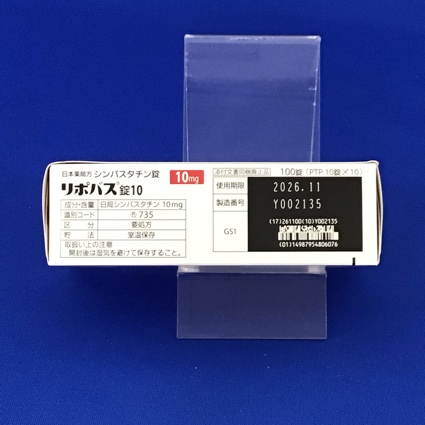 日本薬局方 シンバスタチン錠 10mg
リポバス®錠10
成分・含量 日局シンバスタチン 10mg
識別コード 735
区分 要処方
貯法 室温保存
取扱い上の注意
開封後は湿気を避けて保存すること。
添付文書同梱廃止品 100錠 (PTP 10錠×10)
使用期限 2026.11
製造番号 Y002135
GS1
(17)261100(10)Y002135
(01)14987954806076